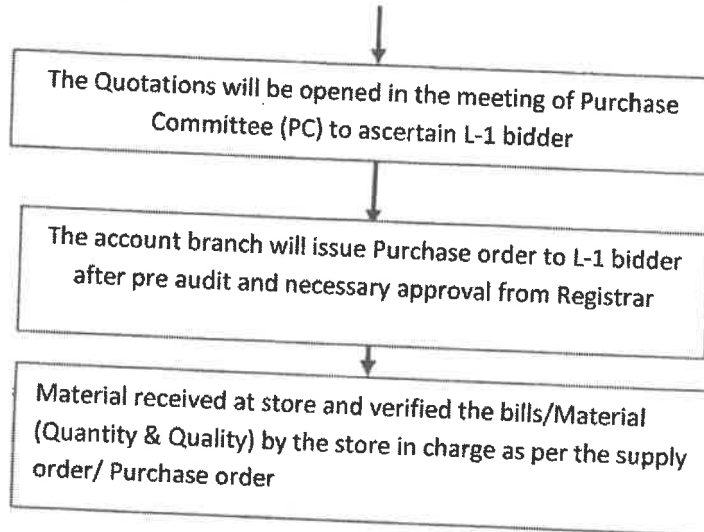 The Quotations will be opened in the meeting of Purchase
Committee (PC) to ascertain L-1 bidder
The account branch will issue Purchase order to L-1 bidder
after pre audit and necessary approval from Registrar
Material received at store and verified the bills/Material
(Quantity & Quality) by the store in charge as per the supply
order/ Purchase order